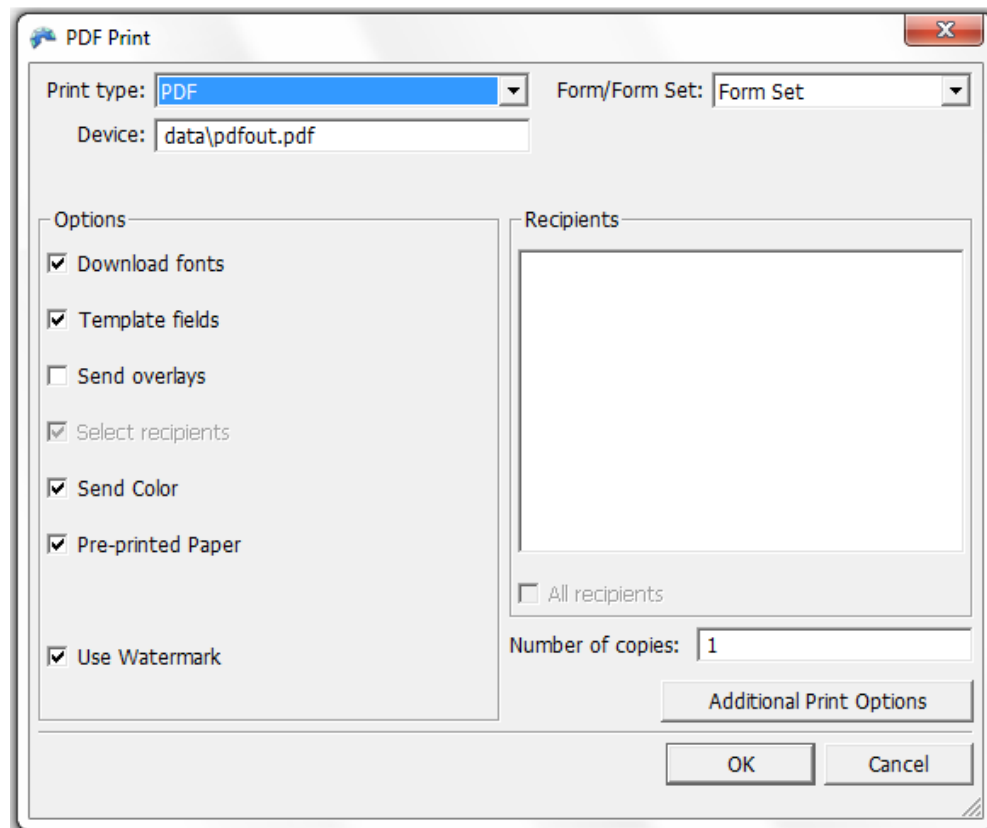 PDF Print
Print type: PDF Form/Form Set: Form Set
Device: data\pdfout.pdf
Options
Download fonts
Template fields
Send overlays
Select recipients
Send Color
Pre-printed Paper
Use Watermark
Recipients
All recipients
Number of copies: 1
Additional Print Options
OK Cancel